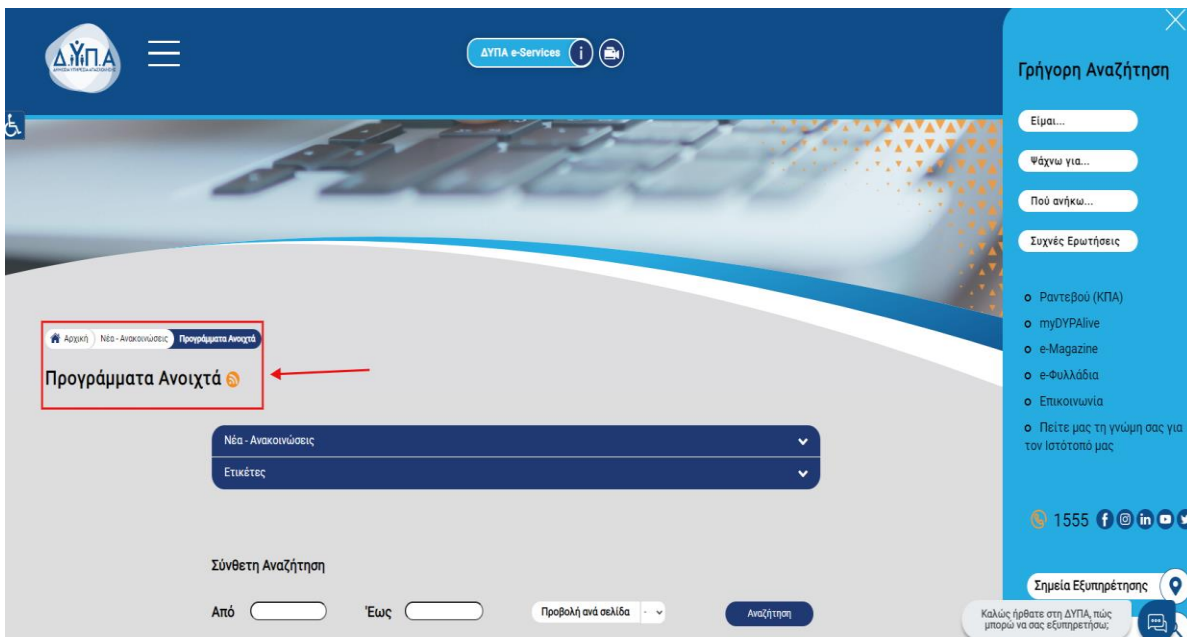 Δ.ΥΠ.Α
ΔΥΠΑ e-Services i
Αρχική Νέα - Ανακοινώσεις Προγράμματα Ανοιχτά
Προγράμματα Ανοιχτά
Νέα - Ανακοινώσεις
Ετικέτες
Σύνθετη Αναζήτηση
Από Έως Προβολή ανά σελίδα - Αναζήτηση
Γρήγορη Αναζήτηση
Είμαι...
Ψάχνω για...
Πού ανήκω...
Συχνές Ερωτήσεις
Ραντεβού (ΚΠΑ)
myDYPAlive
e-Magazine
e-Φυλλάδια
Επικοινωνία
Πείτε μας τη γνώμη σας για
τον Ιστότοπό μας
1555
Σημεία Εξυπηρέτησης
Καλώς ήρθατε στη ΔΥΠΑ, πώς
μπορώ να σας εξυπηρετήσω;